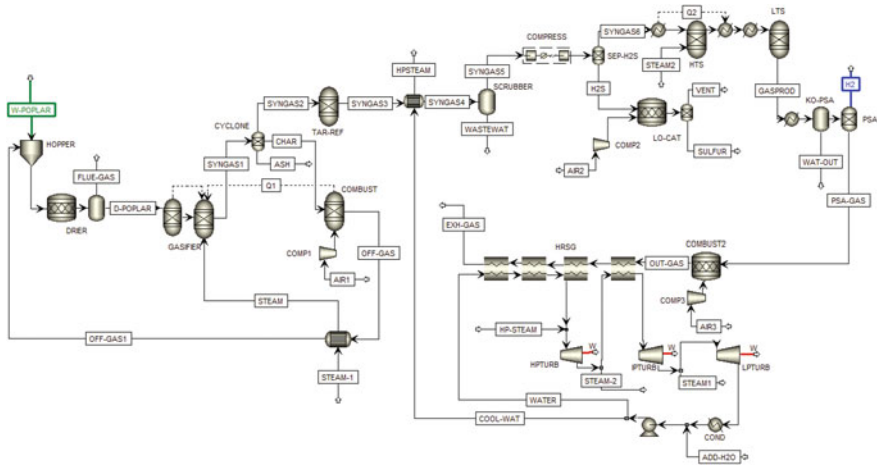 Q2
LTS
SYNGAS6
COMPRESS
HPSTEAM
SYNGAS5
SEP-H2S
HTS
STEAM2
H2
W-POPLAR
SYNGAS2
SYNGAS3
SYNGAS4
SCRUBBER
H2S
VENT
GASPROD
TAR-REF
CYCLONE
CHAR
WASTEWAT
LO-CAT
KO-PSA
PSA
HOPPER
COMP2
SULFUR
FLUE-GAS
SYNGAS1
ASH
AIR2
WAT-OUT
Q1
COMBUST
D-POPLAR
PSA-GAS
EXH-GAS
DRIER
GASIFIER
OFF-GAS
HRSG
COMBUST2
COMP1
OUT-GAS
AIR1
STEAM
COMP3
HP-STEAM
AIR3
OFF-GAS1
W
W
W
HPTURB
IPTURB
LPTURB
STEAM-1
STEAM-2
STEAM1
WATER
COOL-WAT
COND
ADD-H2O